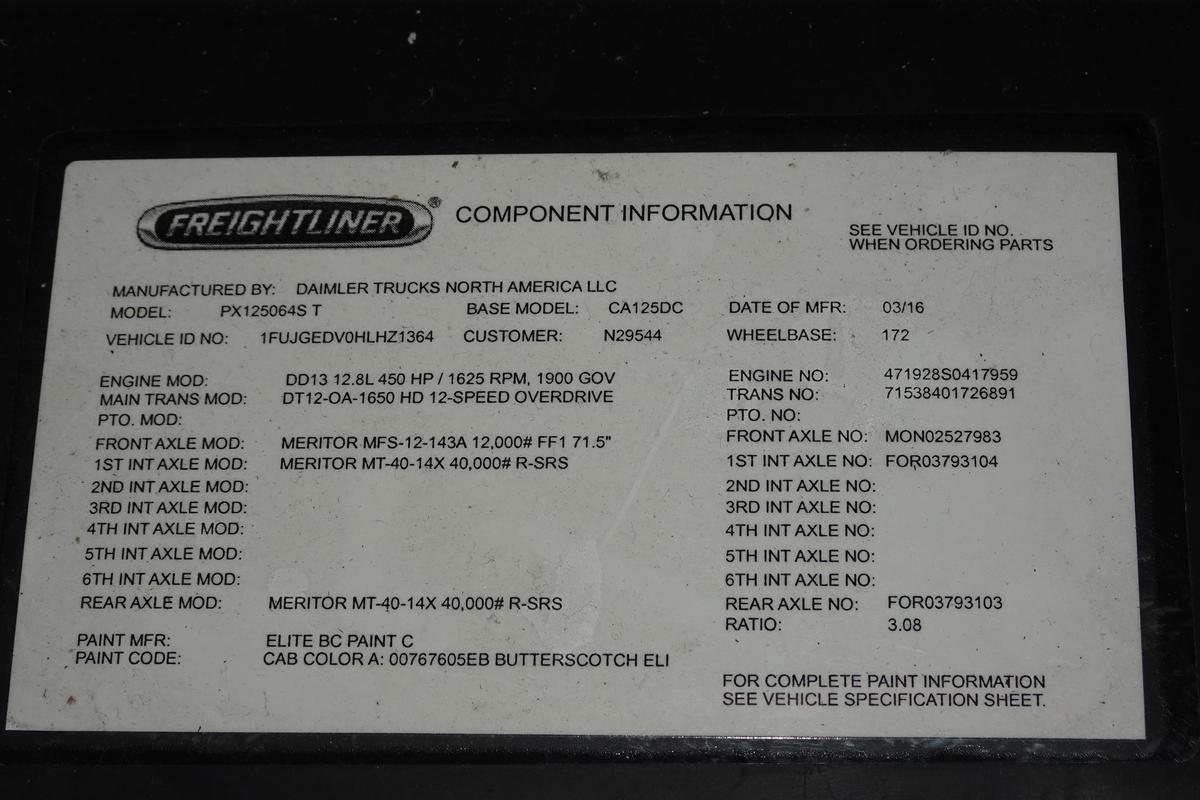 FREIGHTLINER® COMPONENT INFORMATION
SEE VEHICLE ID NO.
WHEN ORDERING PARTS
MANUFACTURED BY: DAIMLER TRUCKS NORTH AMERICA LLC
MODEL: PX125064S T BASE MODEL: CA125DC DATE OF MFR: 03/16
VEHICLE ID NO: 1FUJGEDV0HLHZ1364 CUSTOMER: N29544 WHEELBASE: 172
ENGINE MOD: DD13 12.8L 450 HP / 1625 RPM, 1900 GOV ENGINE NO: 471928S0417959
MAIN TRANS MOD: DT12-OA-1650 HD 12-SPEED OVERDRIVE TRANS NO: 71538401726891
PTO. MOD: PTO. NO:
FRONT AXLE MOD: MERITOR MFS-12-143A 12,000# FF1 71.5" FRONT AXLE NO: MON02527983
1ST INT AXLE MOD: MERITOR MT-40-14X 40,000# R-SRS 1ST INT AXLE NO: FOR03793104
2ND INT AXLE MOD: 2ND INT AXLE NO:
3RD INT AXLE MOD: 3RD INT AXLE NO:
4TH INT AXLE MOD: 4TH INT AXLE NO:
5TH INT AXLE MOD: 5TH INT AXLE NO:
6TH INT AXLE MOD: 6TH INT AXLE NO:
REAR AXLE MOD: MERITOR MT-40-14X 40,000# R-SRS REAR AXLE NO: FOR03793103
RATIO: 3.08
PAINT MFR: ELITE BC PAINT C
PAINT CODE: CAB COLOR A: 00767605EB BUTTERSCOTCH ELI
FOR COMPLETE PAINT INFORMATION
SEE VEHICLE SPECIFICATION SHEET.